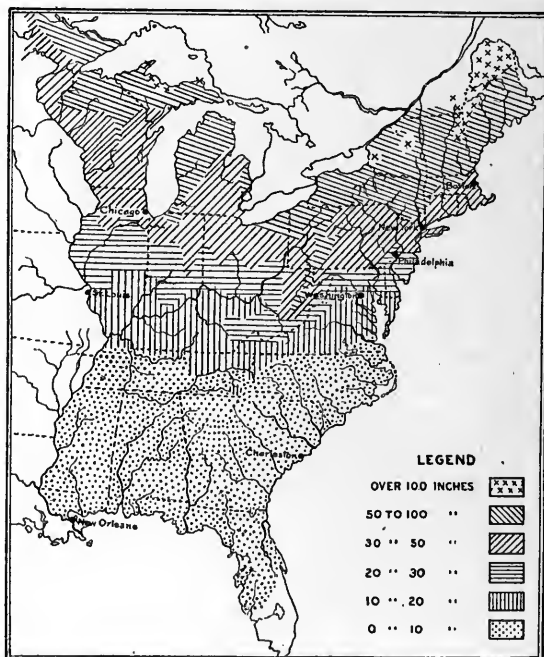 Boston
Chicago
New York
Philadelphia
St. Louis
Washington
Charleston
New Orleans
LEGEND
OVER 100 INCHES
50 TO 100 "
30 " 50 "
20 " 30 "
10 " 20 "
0 " 10 "